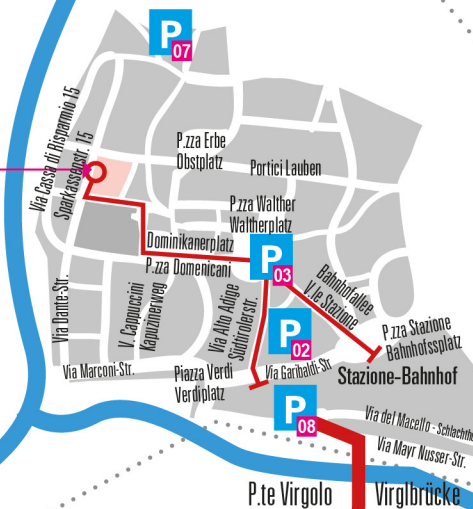 P
07
Via Cassa di Risparmio 15
Sparkassenstr. 15
P.zza Erbe
Obstplatz
Portici Lauben
P.zza Walther
Waltherplatz
Dominikanerplatz
P.zza Domenicani
P
03
Bahnhofallee
V.le Stazione
Via Dante-Str.
V. Cappuccini
Kapuzinerweg
Via Alto Adige
Südtirolerstr.
P
02
P.zza Stazione
Bahnhofssplatz
Via Marconi-Str.
Piazza Verdi
Verdiplatz
Via Garibaldi-Str.
Stazione-Bahnhof
P
08
Via del Macello - Schlachth
Via Mayr Nusser-Str.
P.te Virgolo
Virglbrücke